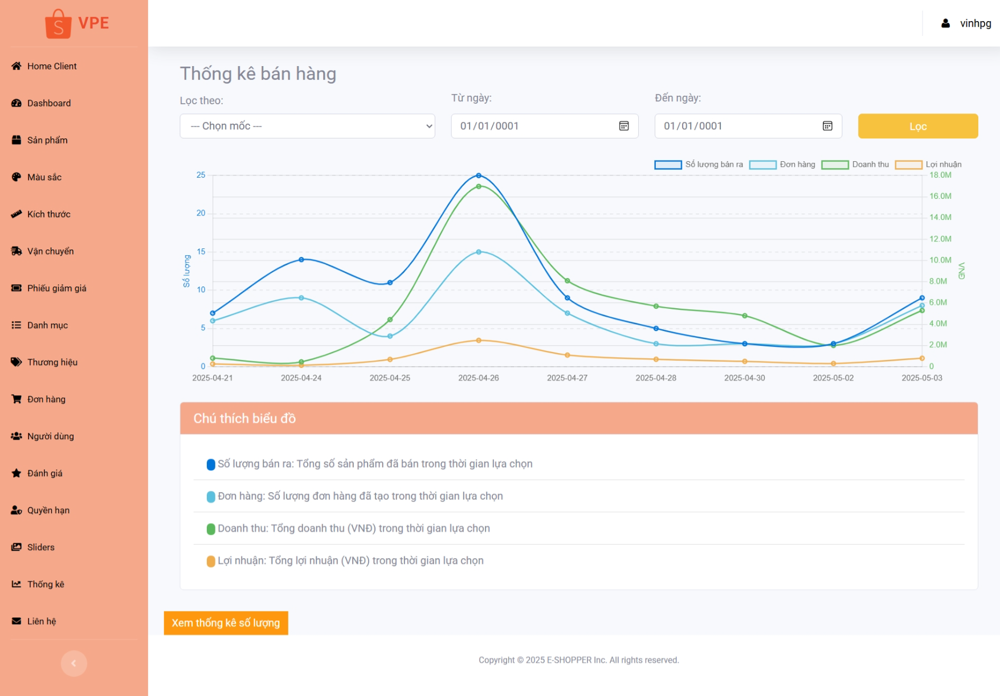 S
VPE
vinhpg
Home Client
Dashboard
Sản phẩm
Màu sắc
Kích thước
Vận chuyển
Phiếu giảm giá
Danh mục
Thương hiệu
Đơn hàng
Người dùng
Đánh giá
Quyền hạn
Sliders
Thống kê
Liên hệ
Thống kê bán hàng
Lọc theo:
Từ ngày:
Đến ngày:
--- Chọn mốc ---
01/01/0001
01/01/0001
Lọc
Số lượng bán ra
Đơn hàng
Doanh thu
Lợi nhuận
25
20
15
10
5
0
Số lượng
18.0M
16.0M
14.0M
12.0M
10.0M
8.0M
6.0M
4.0M
2.0M
0
VNĐ
2025-04-21
2025-04-24
2025-04-25
2025-04-26
2025-04-27
2025-04-28
2025-04-30
2025-05-02
2025-05-03
Chú thích biểu đồ
Số lượng bán ra: Tổng số sản phẩm đã bán trong thời gian lựa chọn
Đơn hàng: Số lượng đơn hàng đã tạo trong thời gian lựa chọn
Doanh thu: Tổng doanh thu (VNĐ) trong thời gian lựa chọn
Lợi nhuận: Tổng lợi nhuận (VNĐ) trong thời gian lựa chọn
Xem thống kê số lượng
Copyright © 2025 E-SHOPPER Inc. All rights reserved.